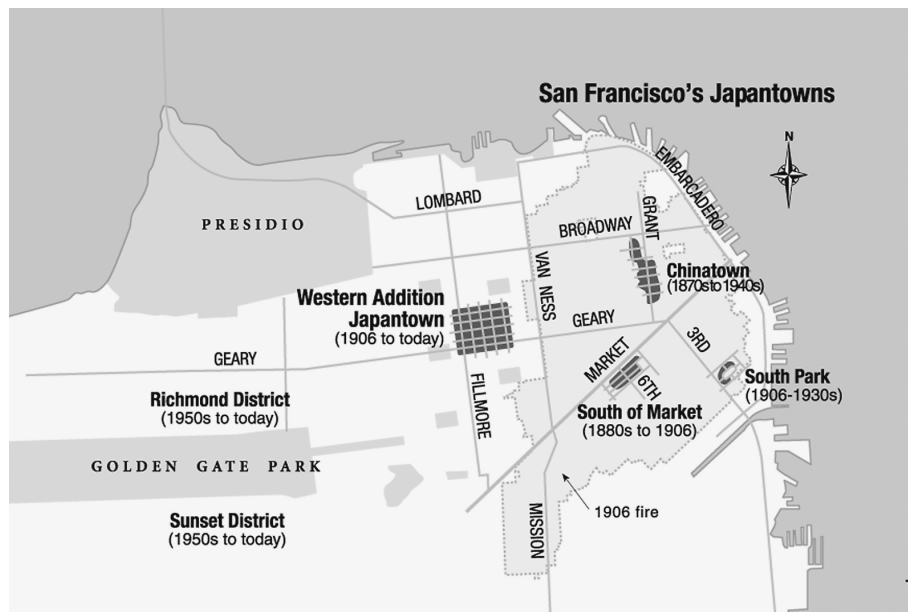 San Francisco's Japantowns
N
EMBARCADERO
LOMBARD
GRANT
PRESIDIO
BROADWAY
VAN NESS
Chinatown
(1870s to 1940s)
Western Addition
Japantown
(1906 to today)
GEARY
GEARY
MARKET
3RD
6TH
FILLMORE
South Park
(1906-1930s)
Richmond District
(1950s to today)
South of Market
(1880s to 1906)
GOLDEN GATE PARK
Sunset District
(1950s to today)
MISSION
1906 fire